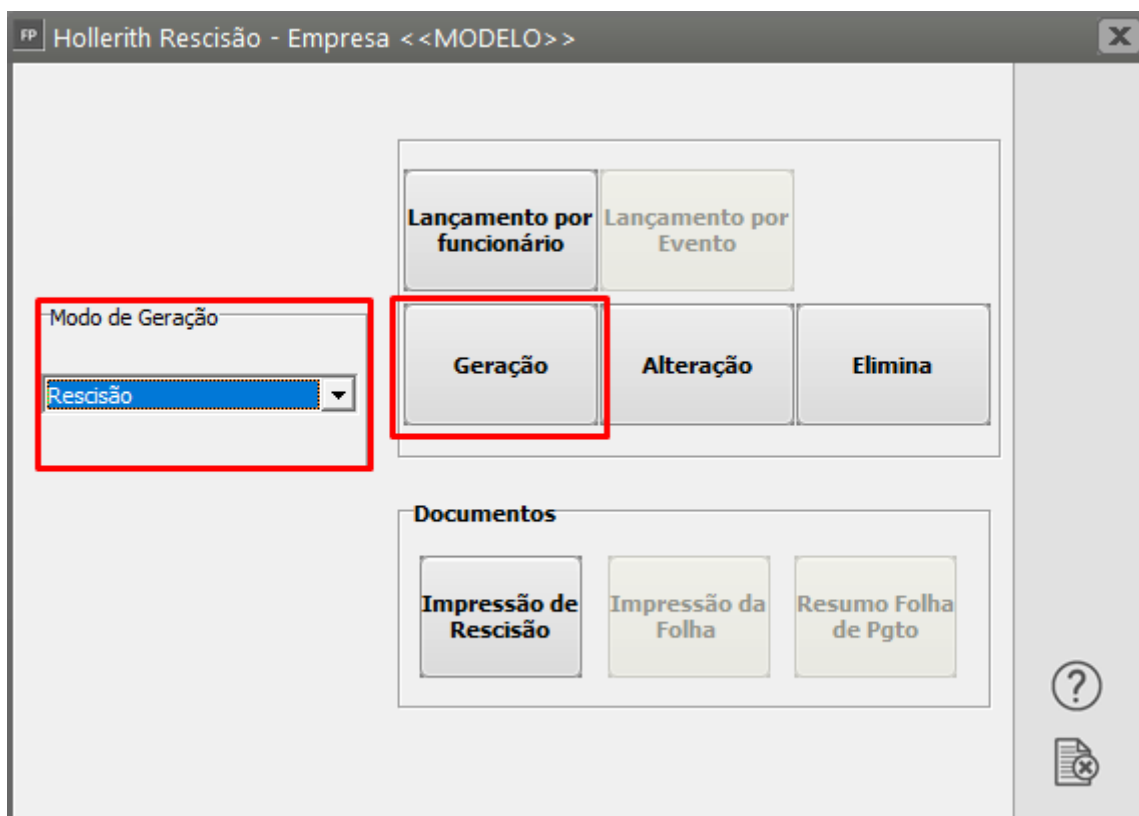 FP Hollerith Rescisão - Empresa <<MODELO>>
Lançamento por
funcionário
Lançamento por
Evento
Modo de Geração
Rescisão
Geração
Alteração
Elimina
Documentos
Impressão de
Rescisão
Impressão da
Folha
Resumo Folha
de Pgto
?